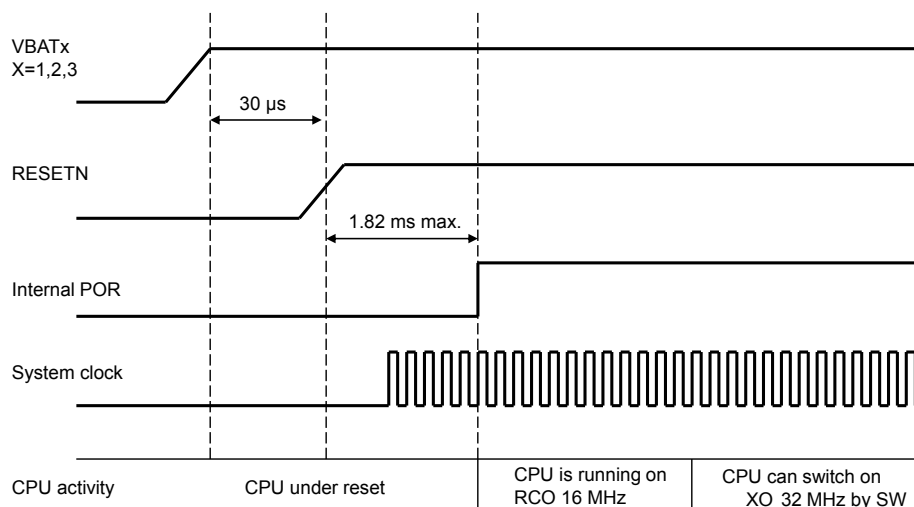 VBATx
X=1,2,3
30 µs
RESETN
1.82 ms max.
Internal POR
System clock
CPU activity
CPU under reset
CPU is running on
RCO 16 MHz
CPU can switch on
XO 32 MHz by SW